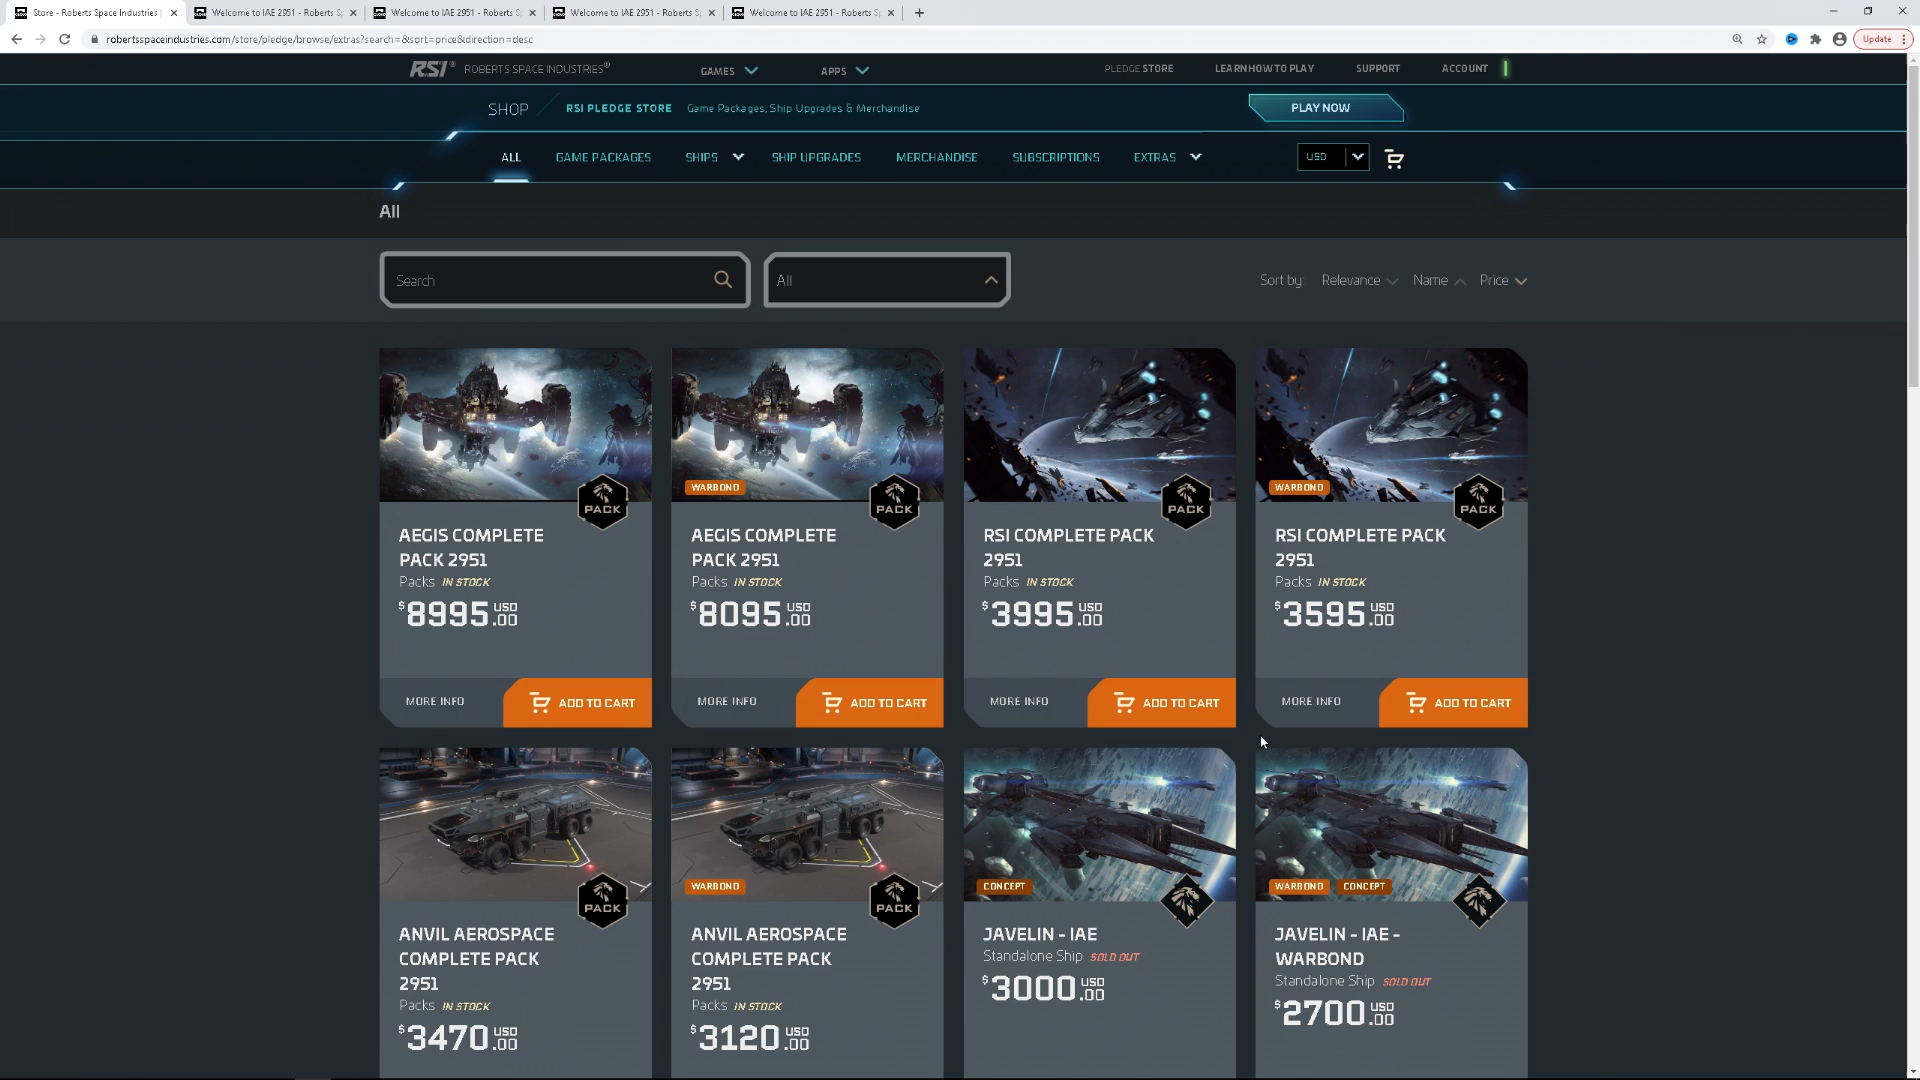 Store - Roberts Space Industries |
Welcome to IAE 2951 - Roberts S
Welcome to IAE 2951 - Roberts S
Welcome to IAE 2951 - Roberts S
Welcome to IAE 2951 - Roberts S
robertsspaceindustries.com/store/pledge/browse/extras?search=&sort=price&direction=desc
Update
RSI® ROBERTS SPACE INDUSTRIES®
GAMES
APPS
PLEDGE STORE
LEARN HOW TO PLAY
SUPPORT
ACCOUNT
SHOP
RSI PLEDGE STORE
Game Packages, Ship Upgrades & Merchandise
PLAY NOW
ALL
GAME PACKAGES
SHIPS
SHIP UPGRADES
MERCHANDISE
SUBSCRIPTIONS
EXTRAS
USD
All
Search
All
Sort by:
Relevance
Name
Price
PACK
AEGIS COMPLETE
PACK 2951
Packs IN STOCK
$8995.00 USD
MORE INFO
ADD TO CART
WARBOND
PACK
AEGIS COMPLETE
PACK 2951
Packs IN STOCK
$8095.00 USD
MORE INFO
ADD TO CART
PACK
RSI COMPLETE PACK
2951
Packs IN STOCK
$3995.00 USD
MORE INFO
ADD TO CART
WARBOND
PACK
RSI COMPLETE PACK
2951
Packs IN STOCK
$3595.00 USD
MORE INFO
ADD TO CART
PACK
ANVIL AEROSPACE
COMPLETE PACK
2951
Packs IN STOCK
$3470.00 USD
WARBOND
PACK
ANVIL AEROSPACE
COMPLETE PACK
2951
Packs IN STOCK
$3120.00 USD
CONCEPT
JAVELIN - IAE
Standalone Ship SOLD OUT
$3000.00 USD
WARBOND CONCEPT
JAVELIN - IAE -
WARBOND
Standalone Ship SOLD OUT
$2700.00 USD